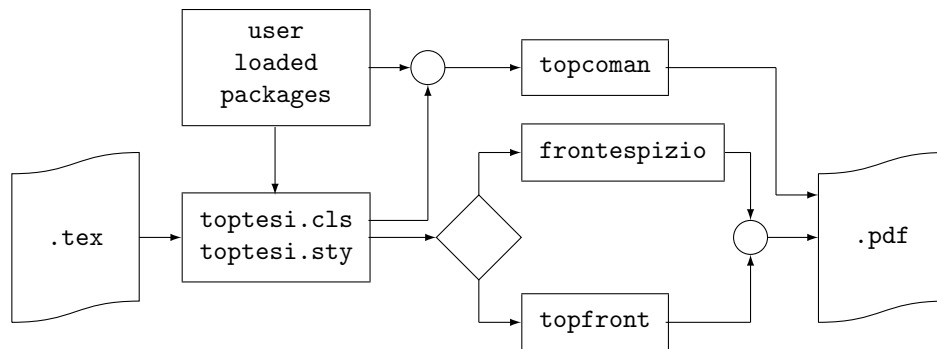 user
loaded
packages
topcoman
frontespizio
.tex
toptesi.cls
toptesi.sty
.pdf
topfront